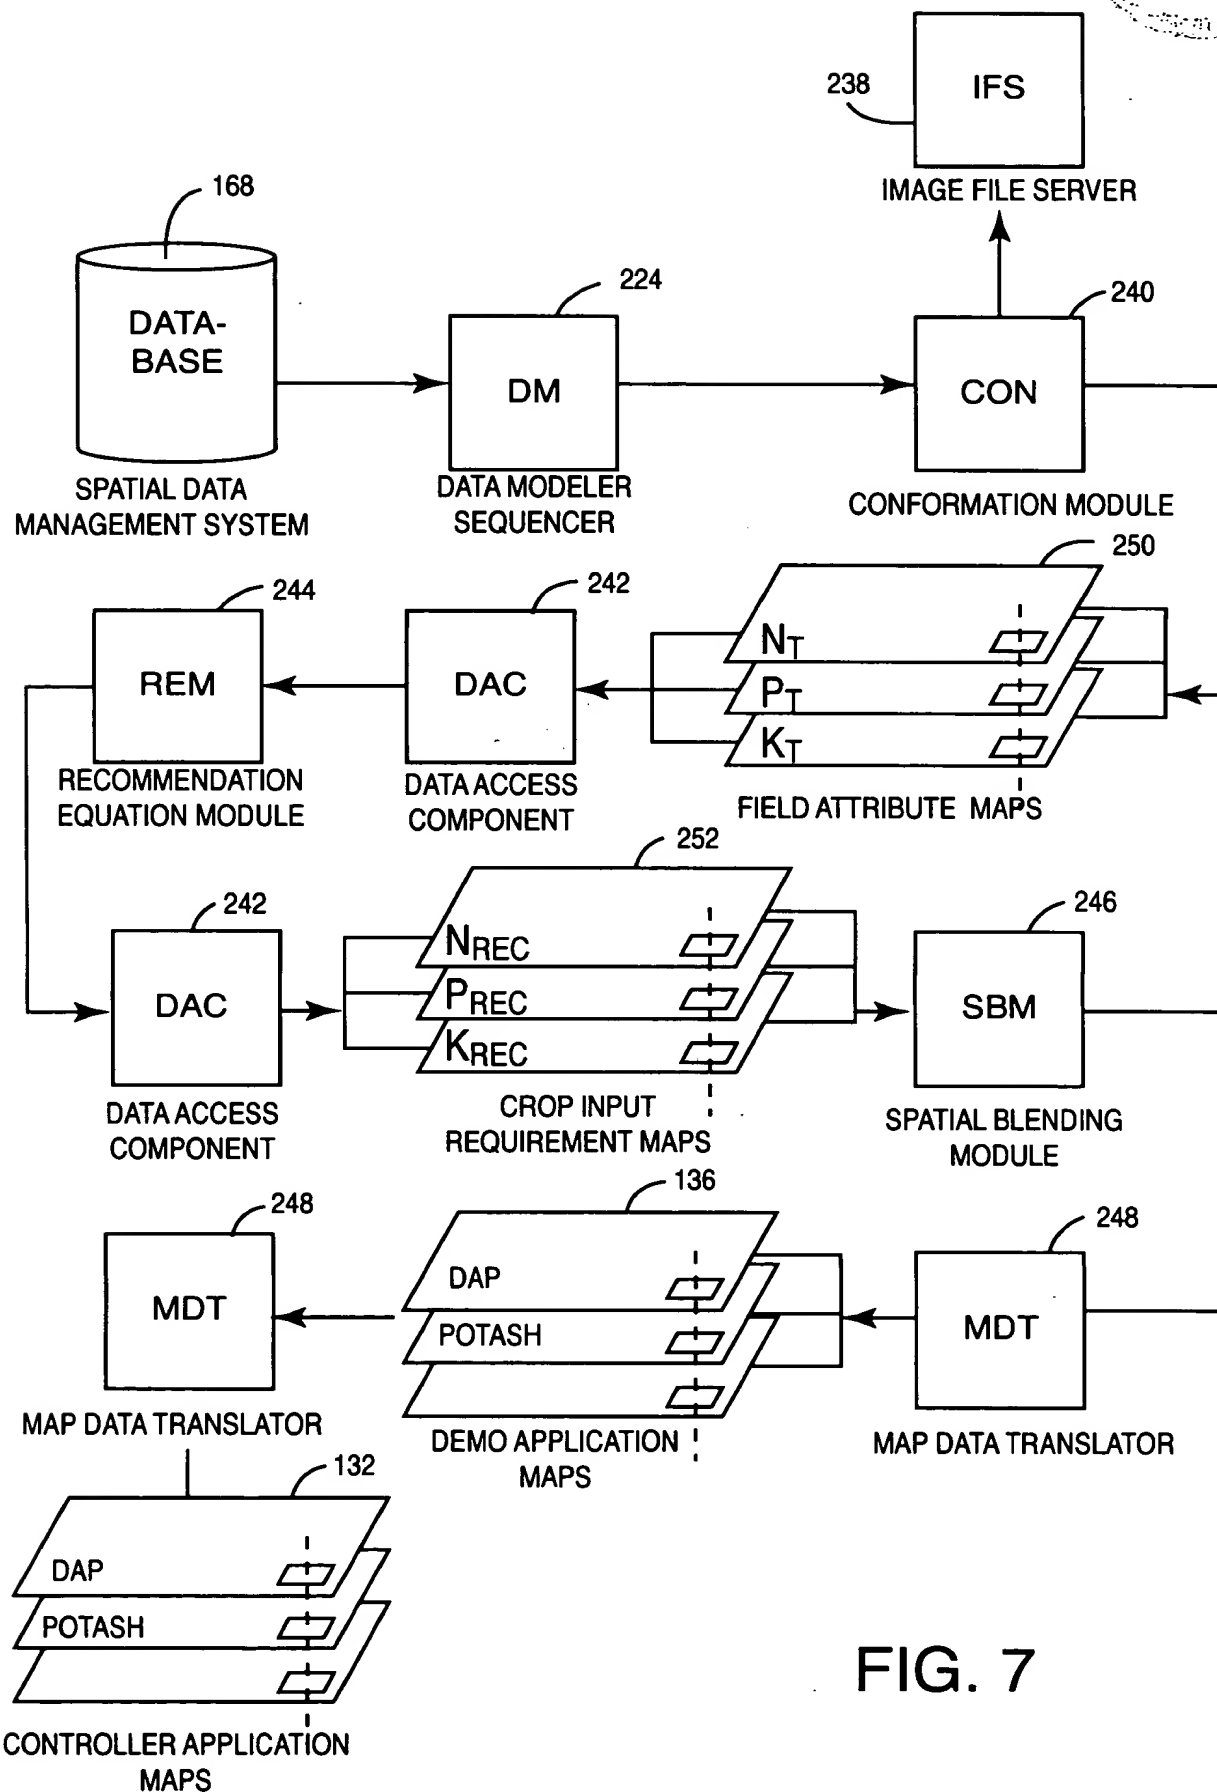 IFS
238
IMAGE FILE SERVER
168
DATA-
BASE
SPATIAL DATA
MANAGEMENT SYSTEM
224
DM
DATA MODELER
SEQUENCER
240
CON
CONFORMATION MODULE
244
REM
RECOMMENDATION
EQUATION MODULE
242
DAC
DATA ACCESS
COMPONENT
250
NT
PT
KT
FIELD ATTRIBUTE MAPS
242
DAC
DATA ACCESS
COMPONENT
252
NREC
PREC
KREC
CROP INPUT
REQUIREMENT MAPS
246
SBM
SPATIAL BLENDING
MODULE
248
MDT
MAP DATA TRANSLATOR
136
DAP
POTASH
DEMO APPLICATION
MAPS
248
MDT
MAP DATA TRANSLATOR
132
DAP
POTASH
CONTROLLER APPLICATION
MAPS
FIG. 7